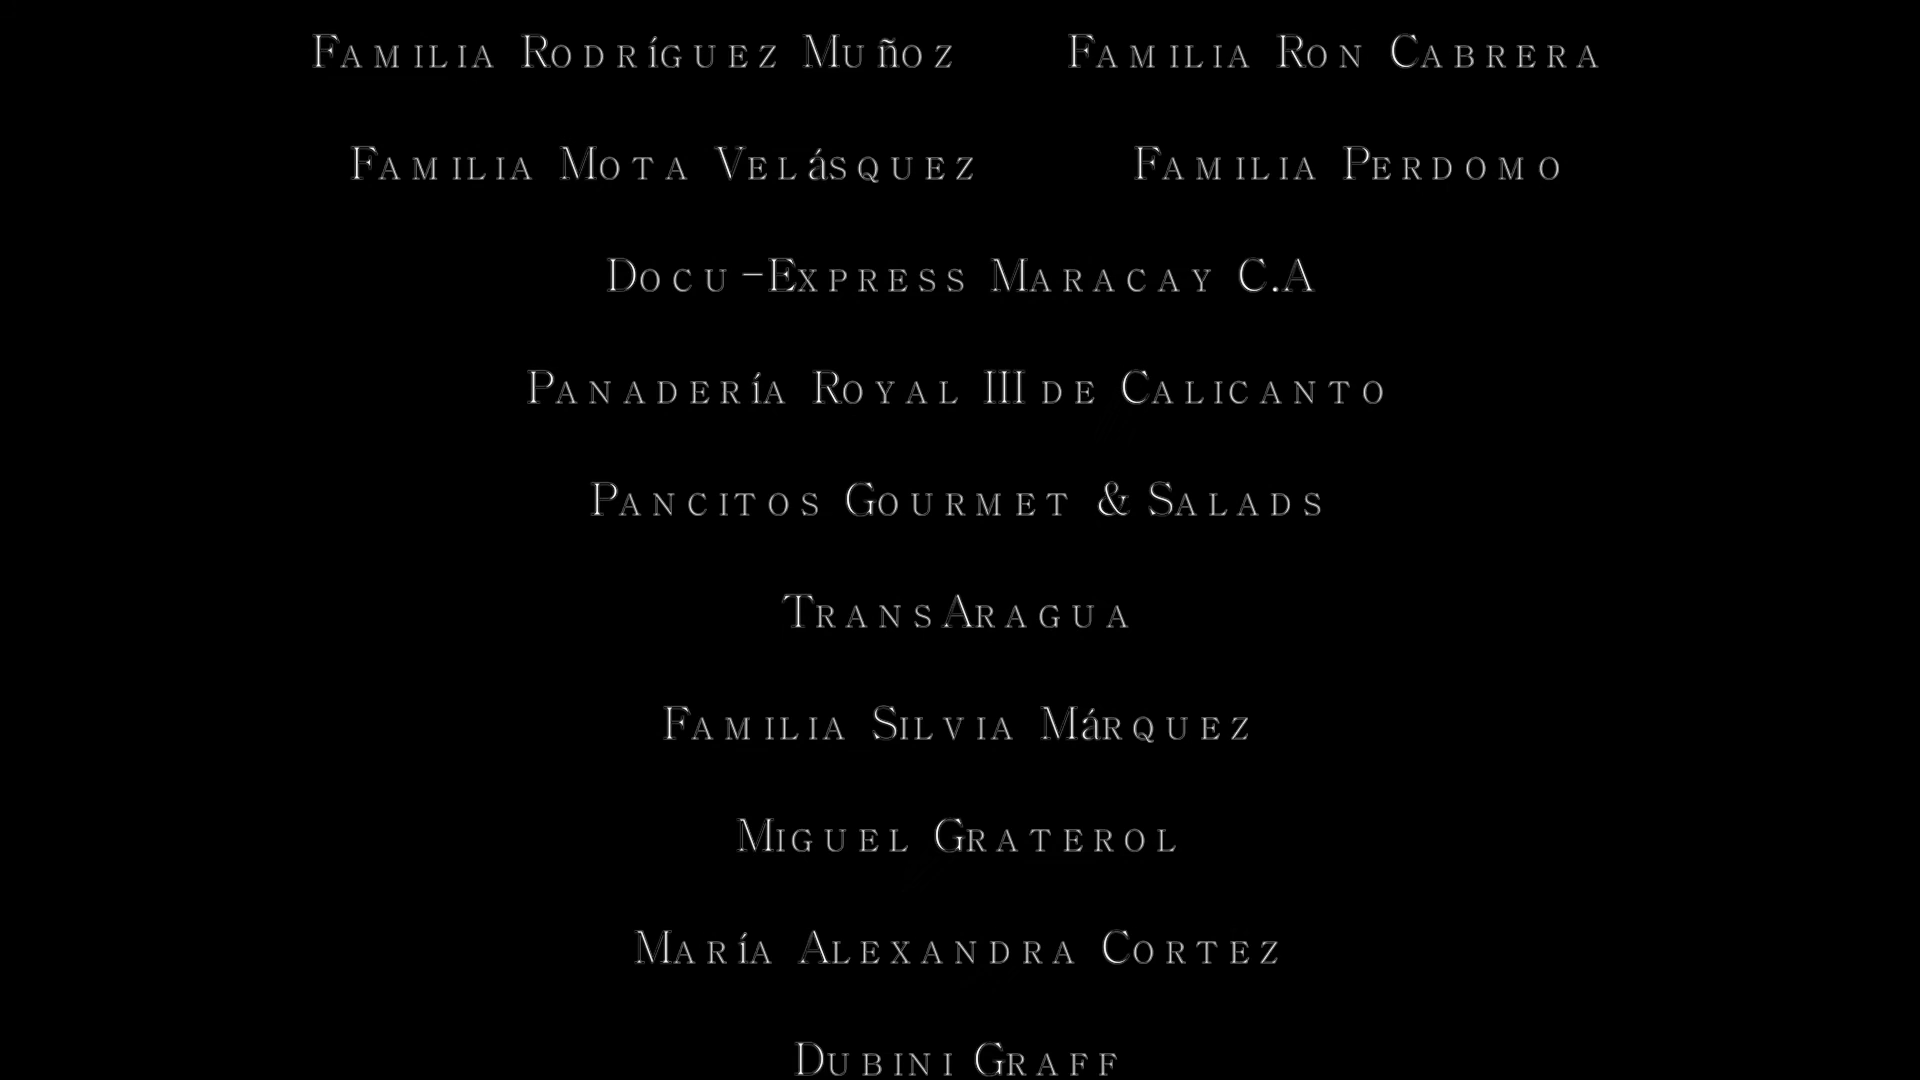 Familia Rodríguez Muñoz Familia Ron Cabrera
Familia Mota Velásquez Familia Perdomo
Docu-Express Maracay C.A
Panadería Royal III de Calicanto
Pancitos Gourmet & Salads
TransAragua
Familia Silvia Márquez
Miguel Graterol
María Alexandra Cortez
Dubini Graff